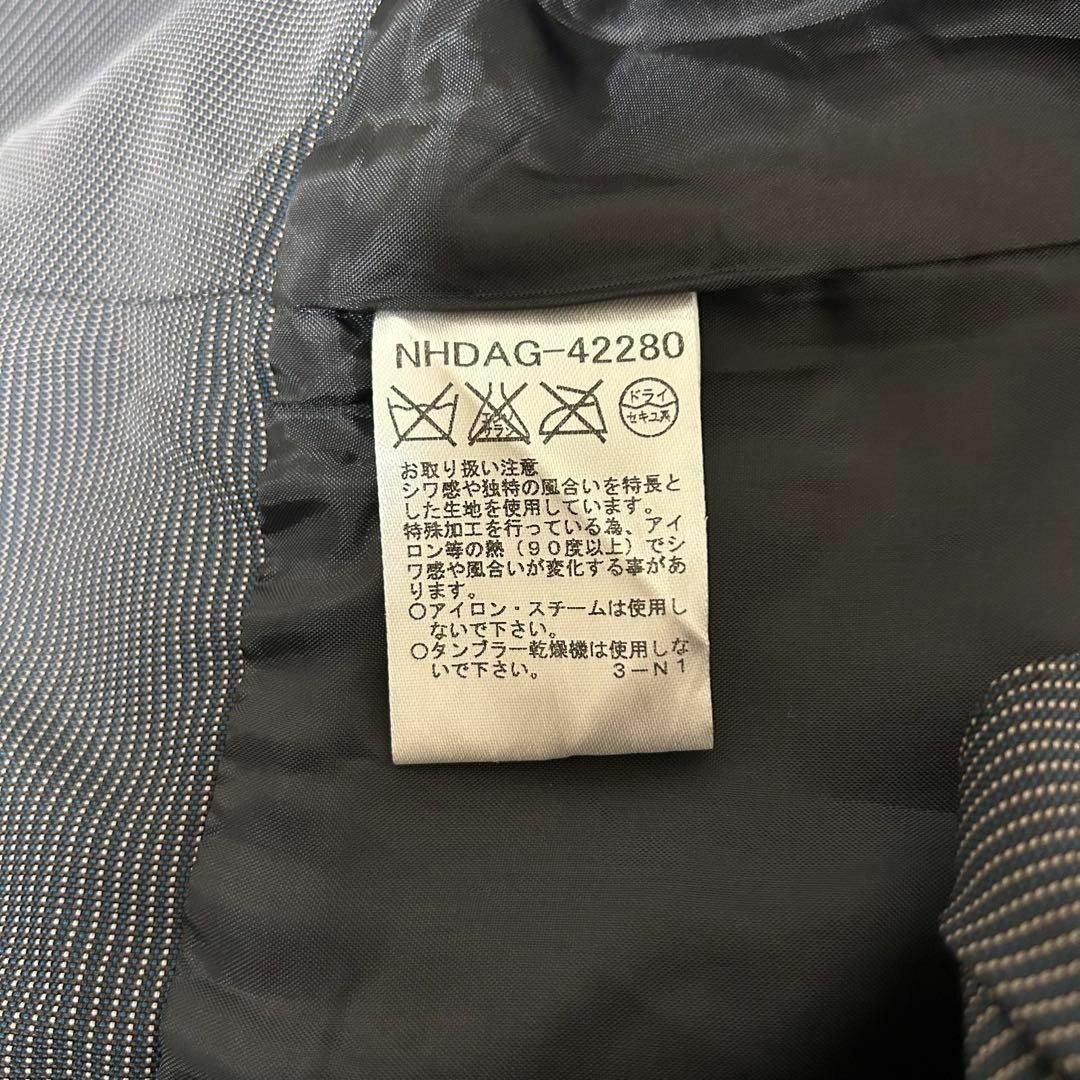 NHDAG-42280
エンソ
サラシ
ドライ
セキユ系
お取り扱い注意
シワ感や独特の風合いを特長と
した生地を使用しています。
特殊加工を行っている為、アイ
ロン等の熱(90度以上)でシ
ワ感や風合いが変化する事があ
ります。
○アイロン・スチームは使用し
ないで下さい。
○タンブラー乾燥機は使用しな
いで下さい。 3-N1